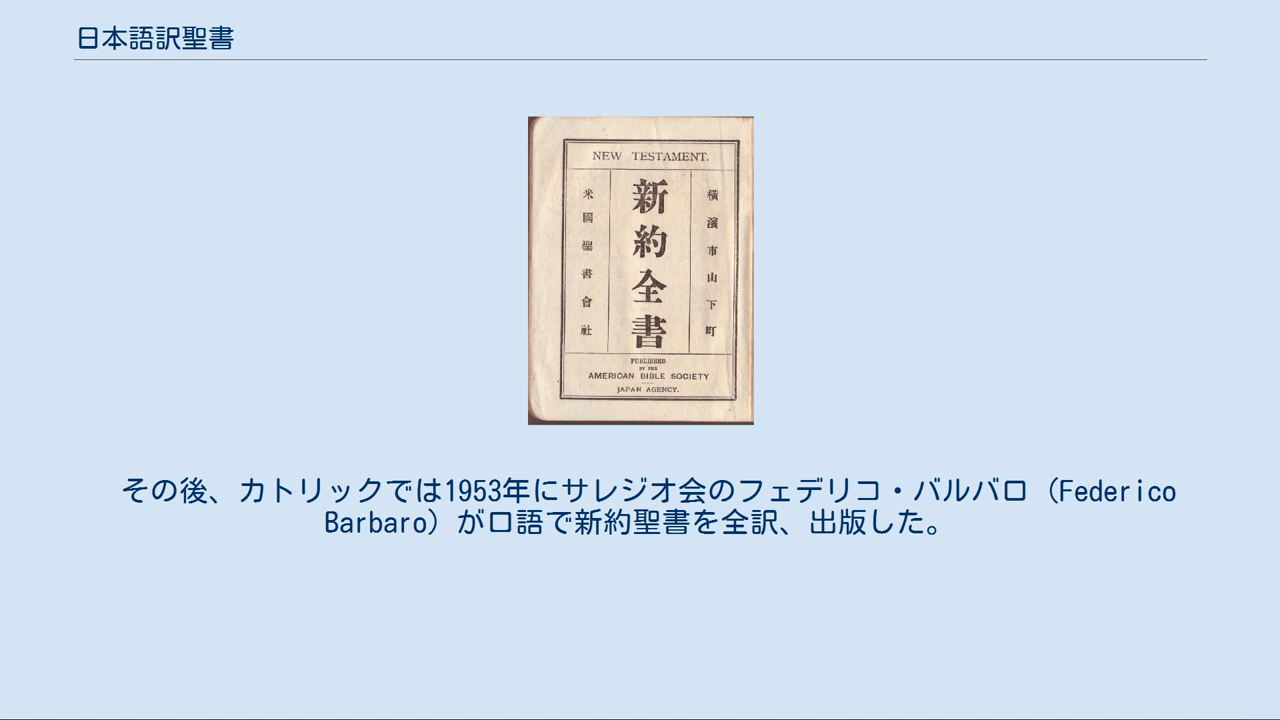 日本語訳聖書
NEW TESTAMENT.
橫濱市山下町
新約全書
米國聖書會社
PUBLISHED
BY THE
AMERICAN BIBLE SOCIETY
JAPAN AGENCY.
その後、カトリックでは1953年にサレジオ会のフェデリコ・バルバロ（Federico
Barbaro）が口語で新約聖書を全訳、出版した。